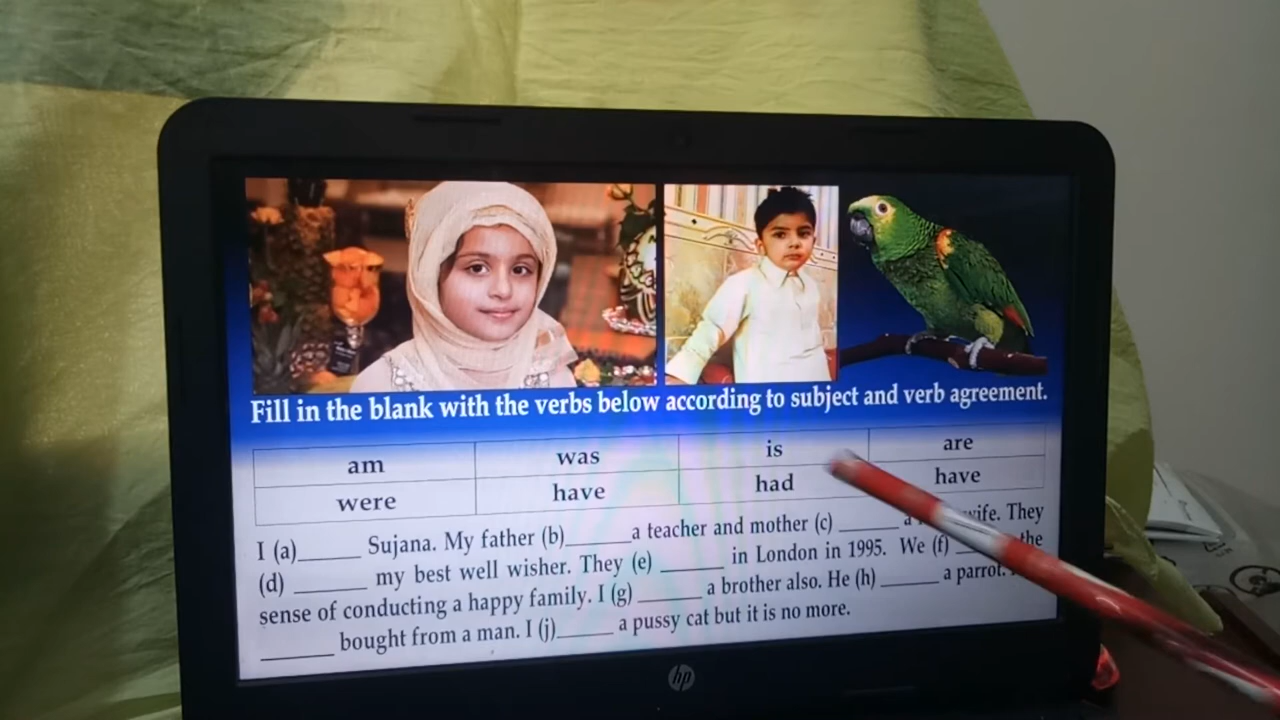 Fill in the blank with the verbs below according to subject and verb agreement.
am was is are
were have had have
I (a)______ Sujana. My father (b)______a teacher and mother (c) ______ a wife. They
(d) ______ my best well wisher. They (e) ______ in London in 1995. We (f) the
sense of conducting a happy family. I (g) ______ a brother also. He (h) ______ a parrot.
______ bought from a man. I (j)______ a pussy cat but it is no more.
hp